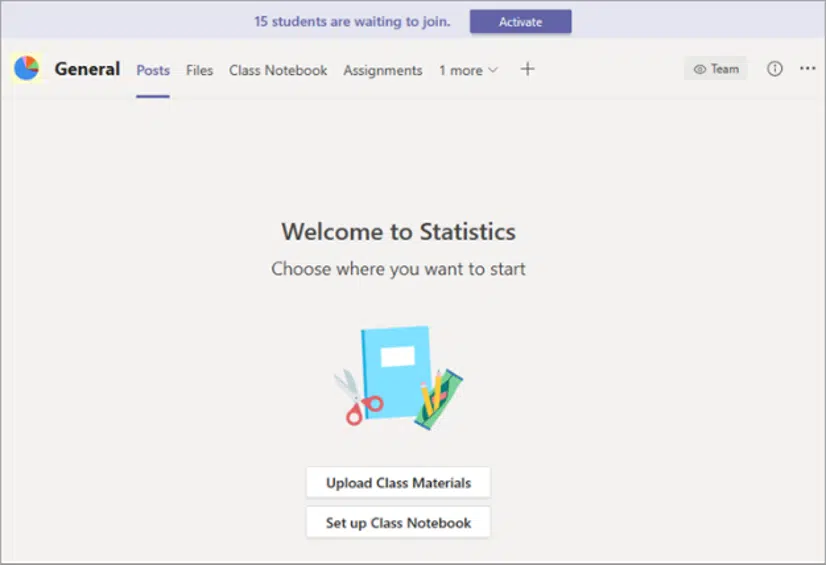 15 students are waiting to join. Activate
General Posts Files Class Notebook Assignments 1 more Team
Welcome to Statistics
Choose where you want to start
Upload Class Materials
Set up Class Notebook